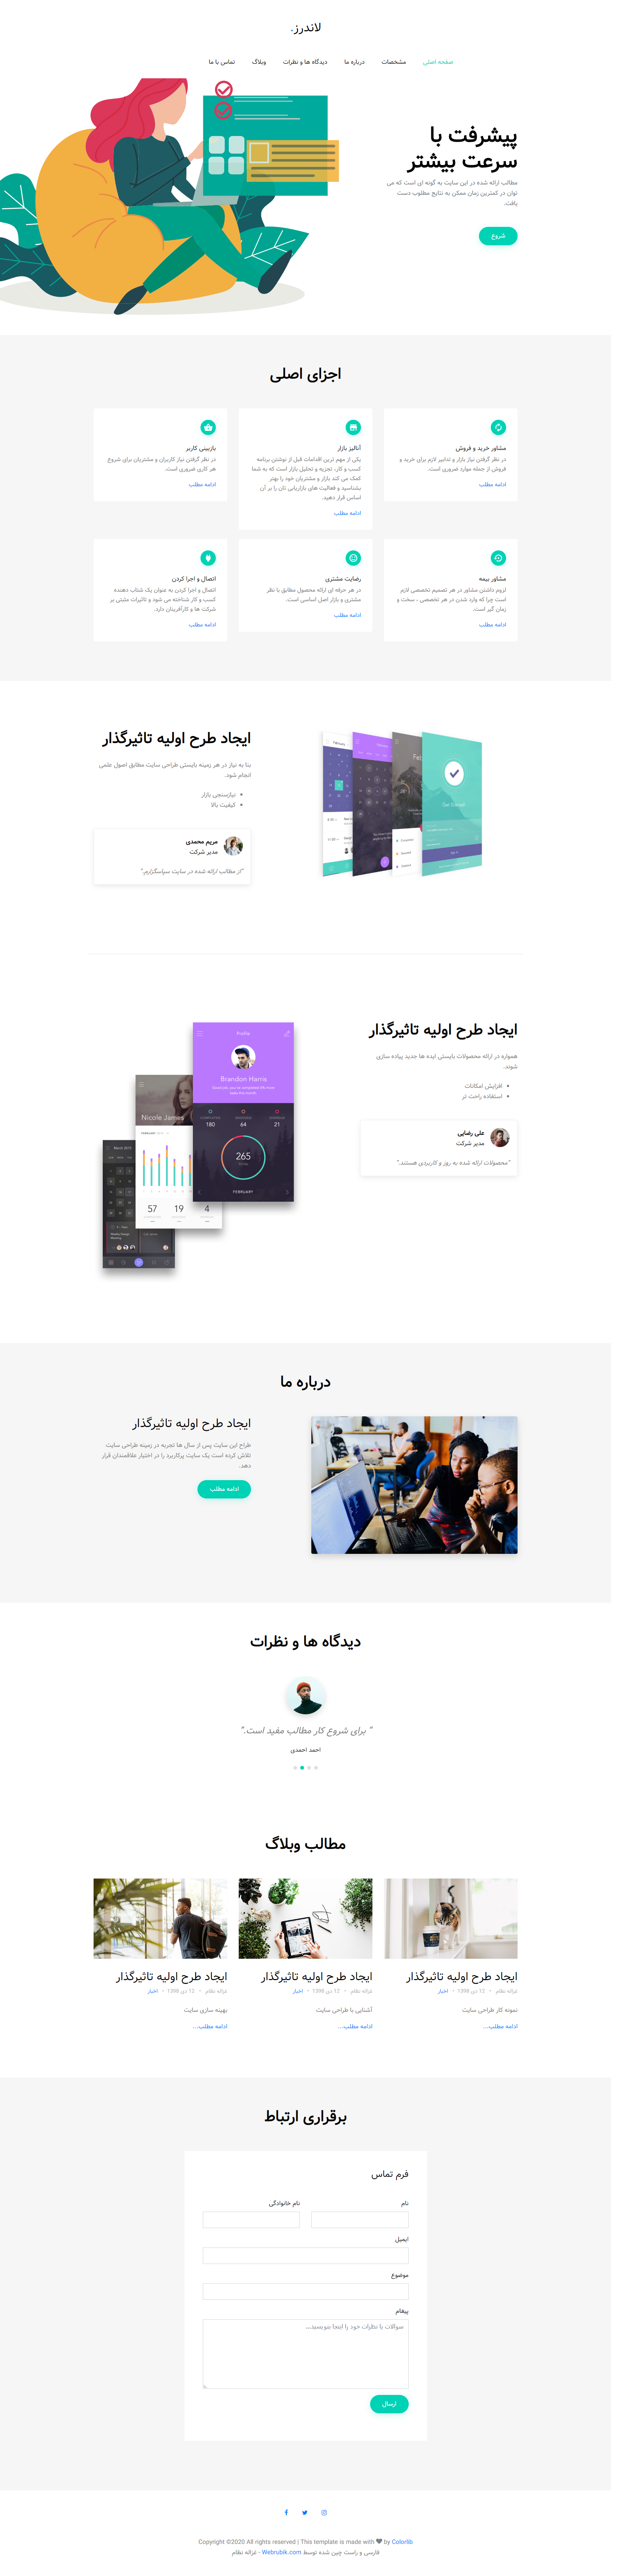 لاندرز.
صفحه اصلی
مشخصات
درباره ما
دیدگاه ها و نظرات
وبلاگ
تماس با ما
پیشرفت با
سرعت بیشتر
مطالب ارائه شده در این سایت به گونه ای است که می
توان در کمترین زمان ممکن به نتایج مطلوب دست
یافت.
شروع
اجزای اصلی
مشاور خرید و فروش
در نظر گرفتن نیاز بازار و تدابیر لازم برای خرید و
فروش از جمله موارد ضروری است.
ادامه مطلب
آنالیز بازار
یکی از مهم ترین اقدامات قبل از نوشتن برنامه
کسب و کار، تجزیه و تحلیل بازار است که به شما
کمک می کند بازار و مشتریان خود را بهتر
بشناسید و فعالیت های بازاریابی تان را بر آن
اساس قرار دهید.
ادامه مطلب
بازبینی کاربر
در نظر گرفتن نیاز کاربران و مشتریان برای شروع
هر کاری ضروری است.
ادامه مطلب
مشاور بیمه
لزوم داشتن مشاور در هر تصمیم تخصصی لازم
است چرا که وارد شدن در هر تخصصی ، سخت و
زمان گیر است.
ادامه مطلب
رضایت مشتری
در هر حرفه ای ارائه محصول مطابق با نظر
مشتری و بازار اصل اساسی است.
ادامه مطلب
اتصال و اجرا کردن
اتصال و اجرا کردن به عنوان یک شتاب دهنده
کسب و کار شناخته می شود و تاثیرات مثبتی بر
شرکت ها و کارآفرینان دارد.
ادامه مطلب
ایجاد طرح اولیه تاثیرگذار
بنا به نیاز در هر زمینه بایستی طراحی سایت مطابق اصول علمی
انجام شود.
نیازسنجی بازار
کیفیت بالا
مریم محمدی
مدیر شرکت
"از مطالب ارائه شده در سایت سپاسگزارم."
February
Get Started
ایجاد طرح اولیه تاثیرگذار
همواره در ارائه محصولات بایستی ایده ها جدید پیاده سازی
شوند.
افزایش امکانات
استفاده راحت تر
علی رضایی
مدیر شرکت
"محصولات ارائه شده به روز و کاربردی هستند."
Profile
Brandon Harris
180
64
21
265
FEBRUARY
Nicole James
57
19
4
March 2015
درباره ما
ایجاد طرح اولیه تاثیرگذار
طراح این سایت پس از سال ها تجربه در زمینه طراحی سایت
تلاش کرده است یک سایت پرکاربرد را در اختیار علاقمندان قرار
دهد.
ادامه مطلب
دیدگاه ها و نظرات
" برای شروع کار مطالب مفید است."
احمد احمدی
مطالب وبلاگ
ایجاد طرح اولیه تاثیرگذار
غزاله نظام • 12 دی 1398 • اخبار
نمونه کار طراحی سایت
ادامه مطلب...
ایجاد طرح اولیه تاثیرگذار
غزاله نظام • 12 دی 1398 • اخبار
آشنایی با طراحی سایت
ادامه مطلب...
ایجاد طرح اولیه تاثیرگذار
غزاله نظام • 12 دی 1398 • اخبار
بهینه سازی سایت
ادامه مطلب...
برقراری ارتباط
فرم تماس
نام
نام خانوادگی
ایمیل
موضوع
پیغام
سوالات یا نظرات خود را اینجا بنویسید...
ارسال
Copyright ©2020 All rights reserved | This template is made with ♥ by Colorlib
فارسی و راست چین شده توسط Webrubik.com - غزاله نظام